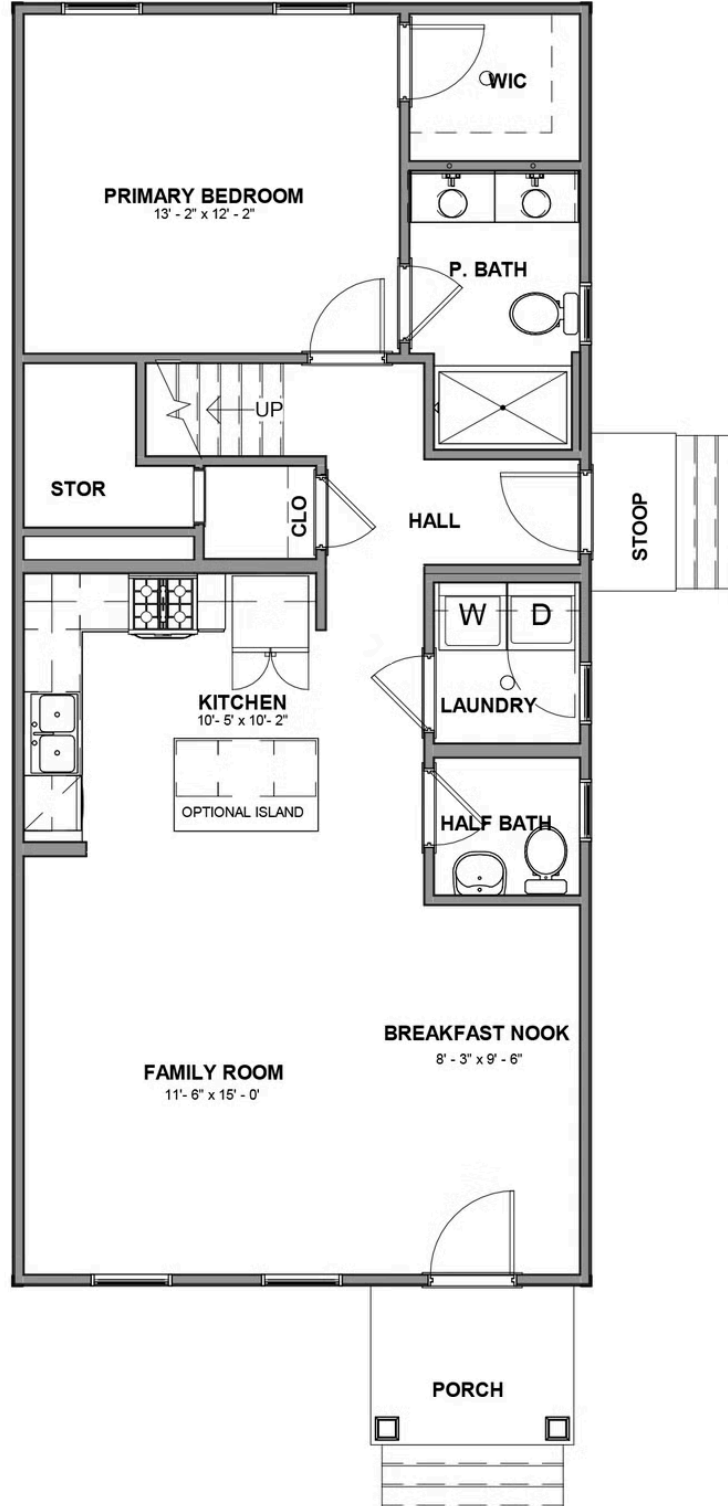 WIC
PRIMARY BEDROOM
13' - 2" x 12' - 2"
P. BATH
UP
STOR
CLO
HALL
STOOP
W
D
KITCHEN
10'- 5' x 10'- 2"
LAUNDRY
OPTIONAL ISLAND
HALF BATH
BREAKFAST NOOK
8' - 3" x 9' - 6"
FAMILY ROOM
11'- 6" x 15' - 0'
PORCH